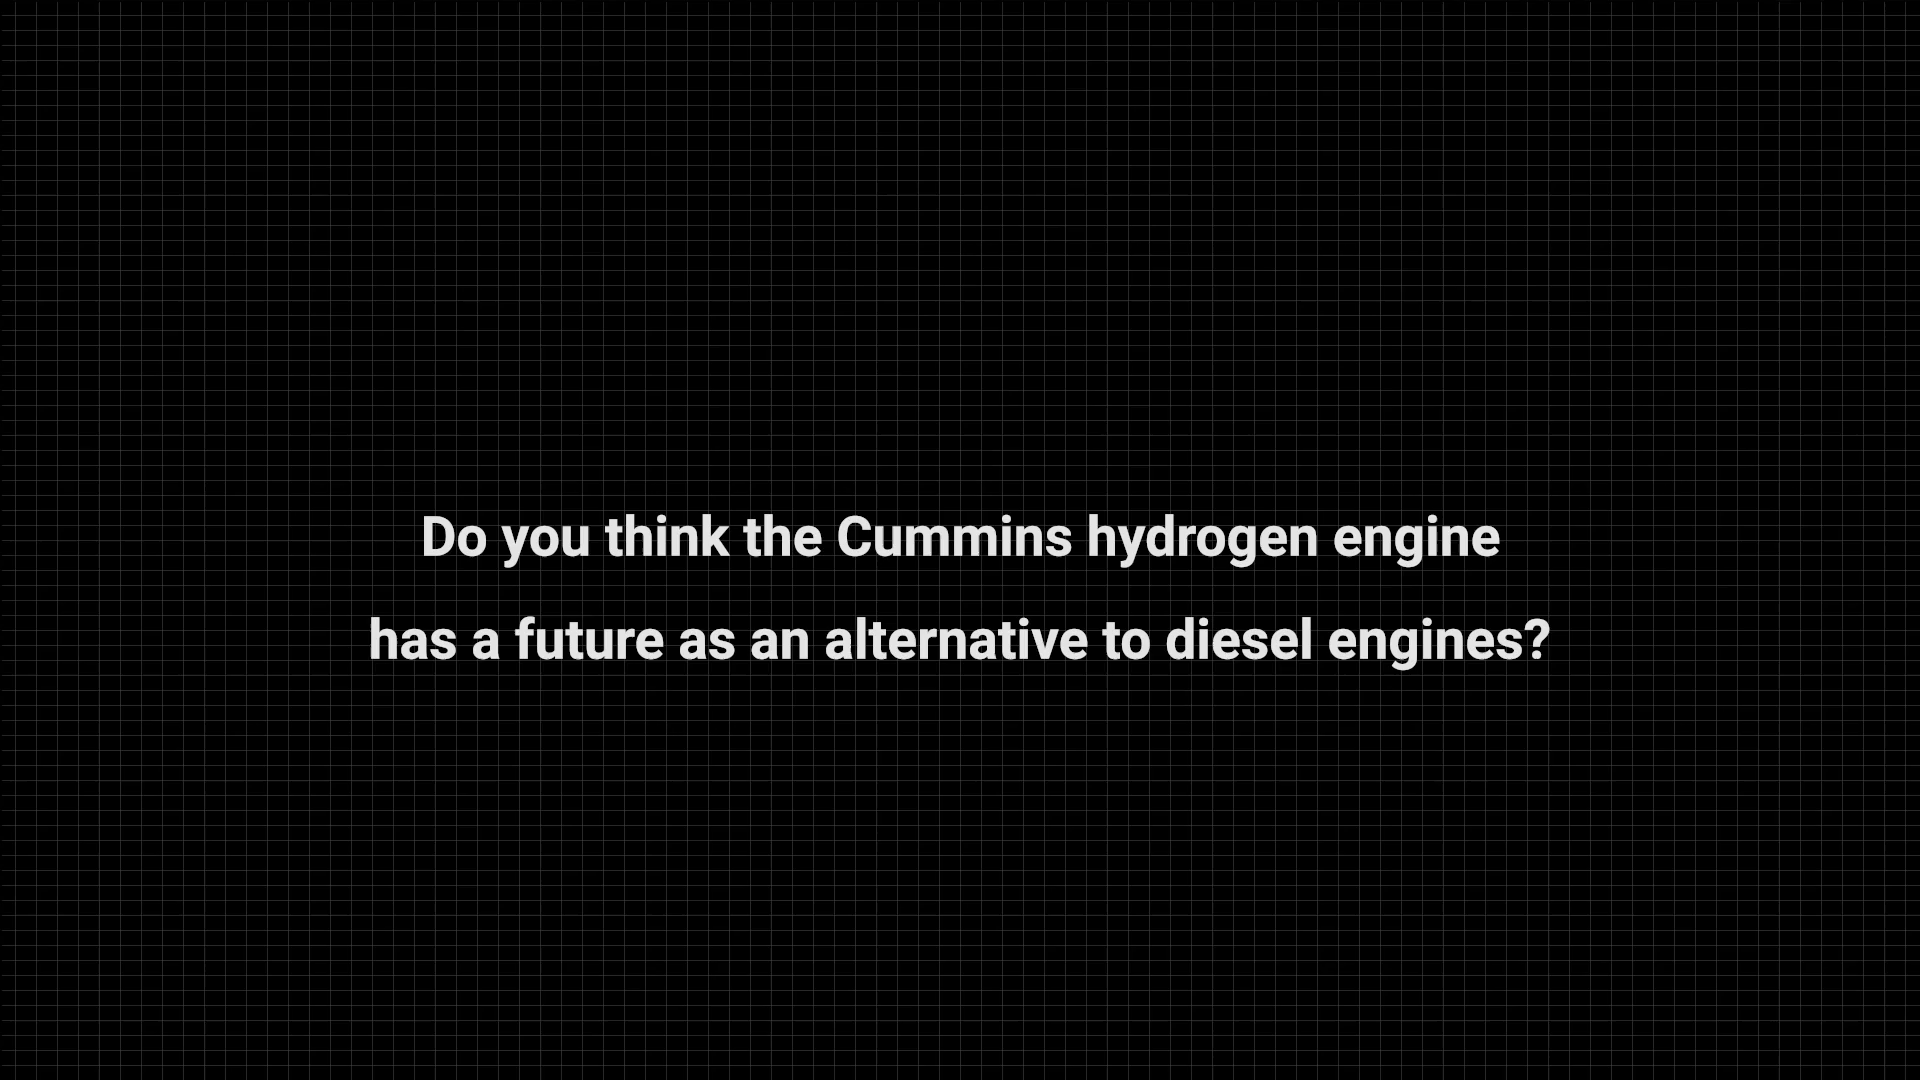 Do you think the Cummins hydrogen engine
has a future as an alternative to diesel engines?